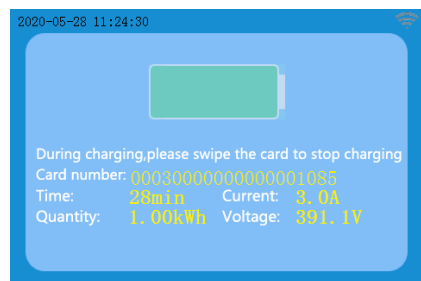 2020-05-28 11:24:30
During charging,please swipe the card to stop charging
Card number: 00030000000000001085
Time: 28min Current: 3.0A
Quantity: 1.00kWh Voltage: 391.1V